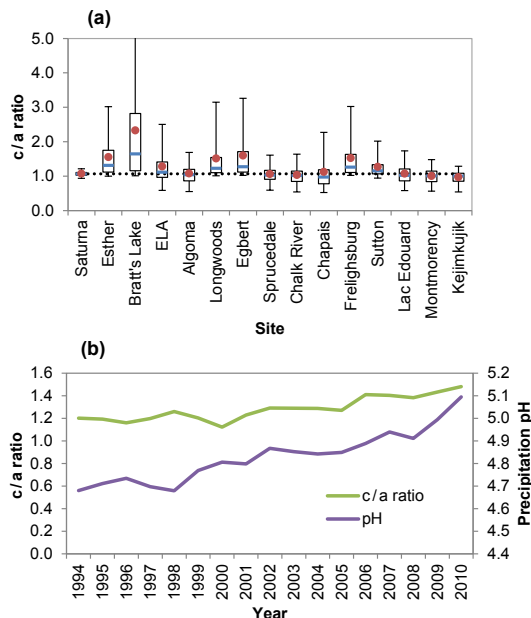 (a)
c / a ratio
5.0
4.0
3.0
2.0
1.0
0.0
Saturna
Esther
Bratt's Lake
ELA
Algoma
Longwoods
Egbert
Sprucedale
Chalk River
Chapais
Frelighsburg
Sutton
Lac Edouard
Montmorency
Kejimkujik
Site
(b)
c / a ratio
1.6
1.4
1.2
1.0
0.8
0.6
0.4
0.2
0.0
5.2
5.1
5.0
4.9
4.8
4.7
4.6
4.5
4.4
Precipitation pH
c / a ratio
pH
1994
1995
1996
1997
1998
1999
2000
2001
2002
2003
2004
2005
2006
2007
2008
2009
2010
Year